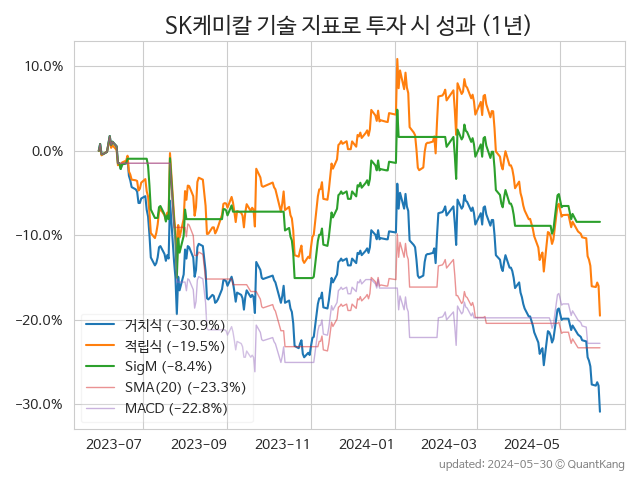 SK케미칼 기술 지표로 투자 시 성과 (1년)
10.0%
0.0%
−10.0%
−20.0%
−30.0%
거치식 (−30.9%)
적립식 (−19.5%)
SigM (−8.4%)
SMA(20) (−23.3%)
MACD (−22.8%)
2023−07 2023−09 2023−11 2024−01 2024−03 2024−05
updated: 2024-05-30 © QuantKang